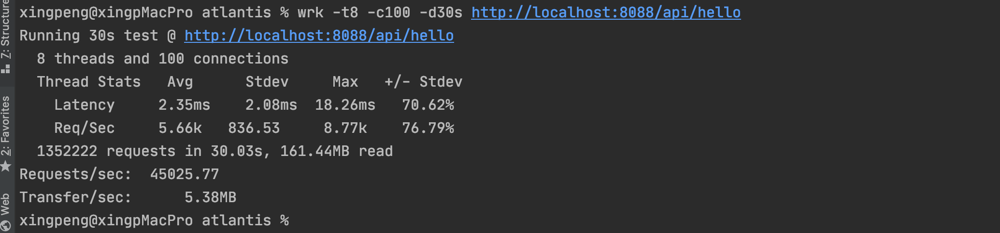 xingpeng@xingpMacPro atlantis % wrk -t8 -c100 -d30s http://localhost:8088/api/hello
Running 30s test @ http://localhost:8088/api/hello
  8 threads and 100 connections
  Thread Stats   Avg      Stdev     Max   +/- Stdev
    Latency     2.35ms    2.08ms  18.26ms   70.62%
    Req/Sec     5.66k   836.53     8.77k    76.79%
  1352222 requests in 30.03s, 161.44MB read
Requests/sec:  45025.77
Transfer/sec:      5.38MB
xingpeng@xingpMacPro atlantis %
7: Structure
2: Favorites
Web